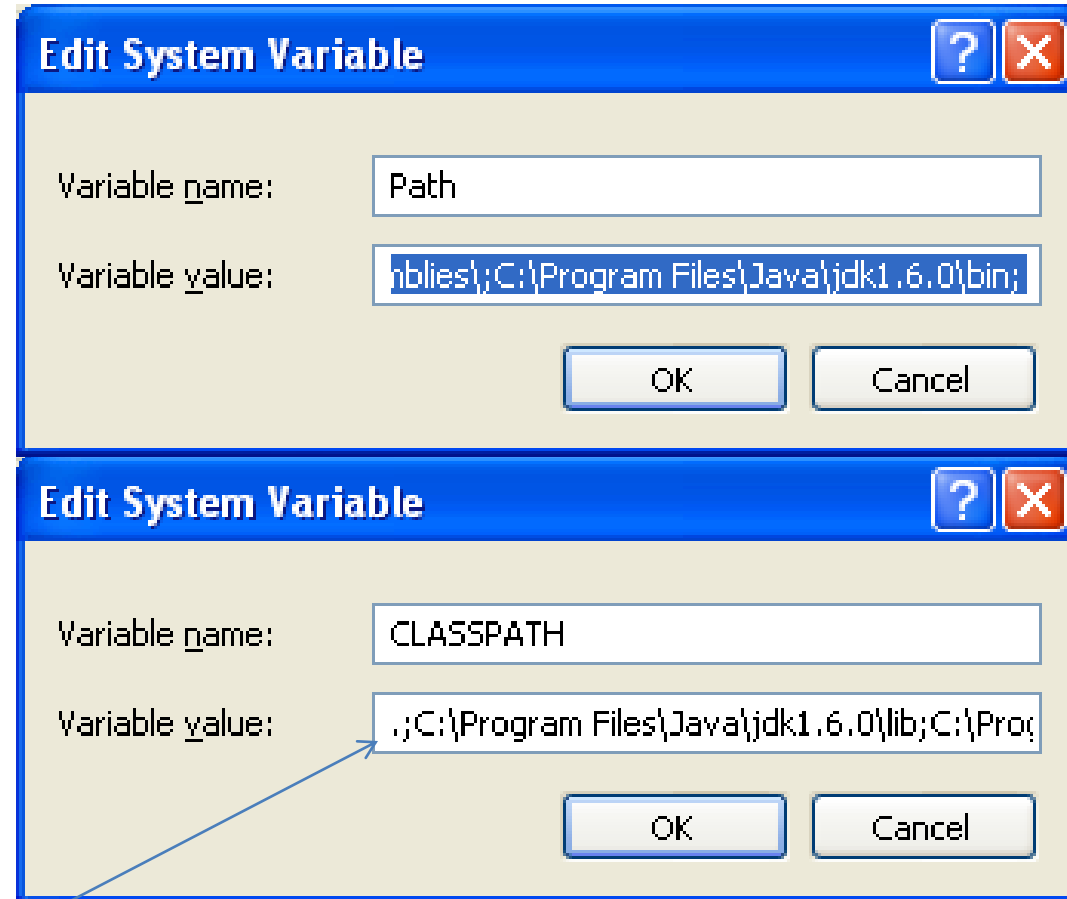 Edit System Variable
Variable name: Path
Variable value: nblies\;C:\Program Files\Java\jdk1.6.0\bin;
OK Cancel
Edit System Variable
Variable name: CLASSPATH
Variable value: .;C:\Program Files\Java\jdk1.6.0\lib;C:\Prog
OK Cancel